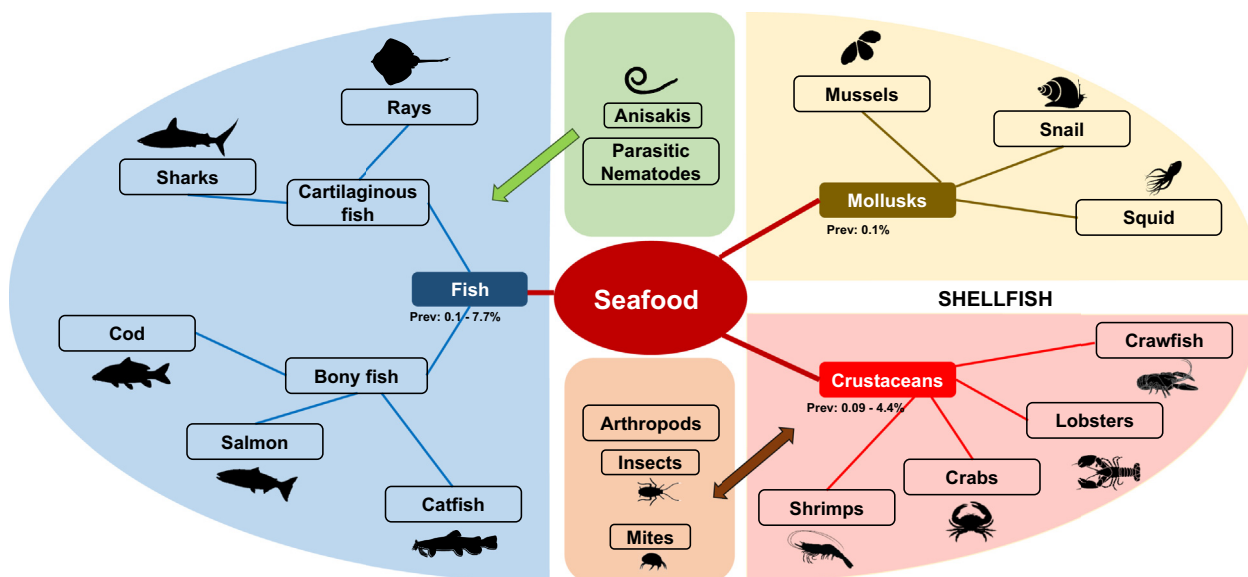 Rays
Sharks
Cartilaginous
fish
Fish
Prev: 0.1 - 7.7%
Cod
Bony fish
Salmon
Catfish
Anisakis
Parasitic
Nematodes
Seafood
Arthropods
Insects
Mites
Mussels
Snail
Mollusks
Prev: 0.1%
Squid
SHELLFISH
Crawfish
Crustaceans
Prev: 0.09 - 4.4%
Lobsters
Crabs
Shrimps